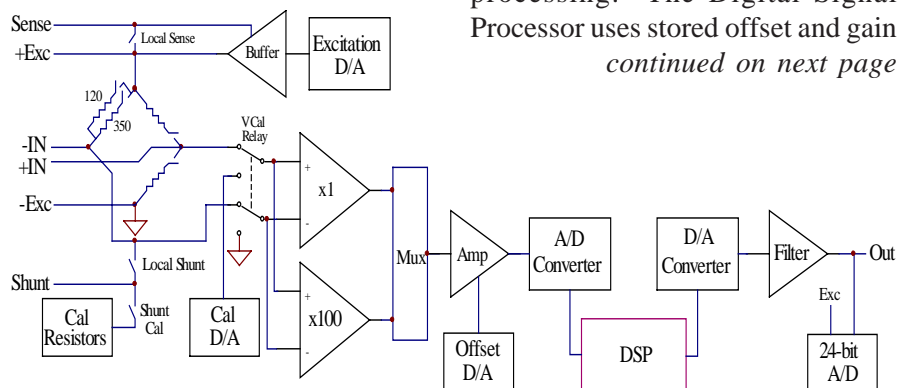 processing. The Digital Signal
Processor uses stored offset and gain
continued on next page
Sense
Local Sense
+Exc
Buffer
Excitation
D/A
120
350
-IN
+IN
VCal
Relay
-Exc
+
x1
-
Local Shunt
Shunt
Shunt
Cal
Cal
Resistors
Cal
D/A
+
x100
-
Mux
Amp
Offset
D/A
A/D
Converter
DSP
D/A
Converter
Filter
Out
Exc
24-bit
A/D